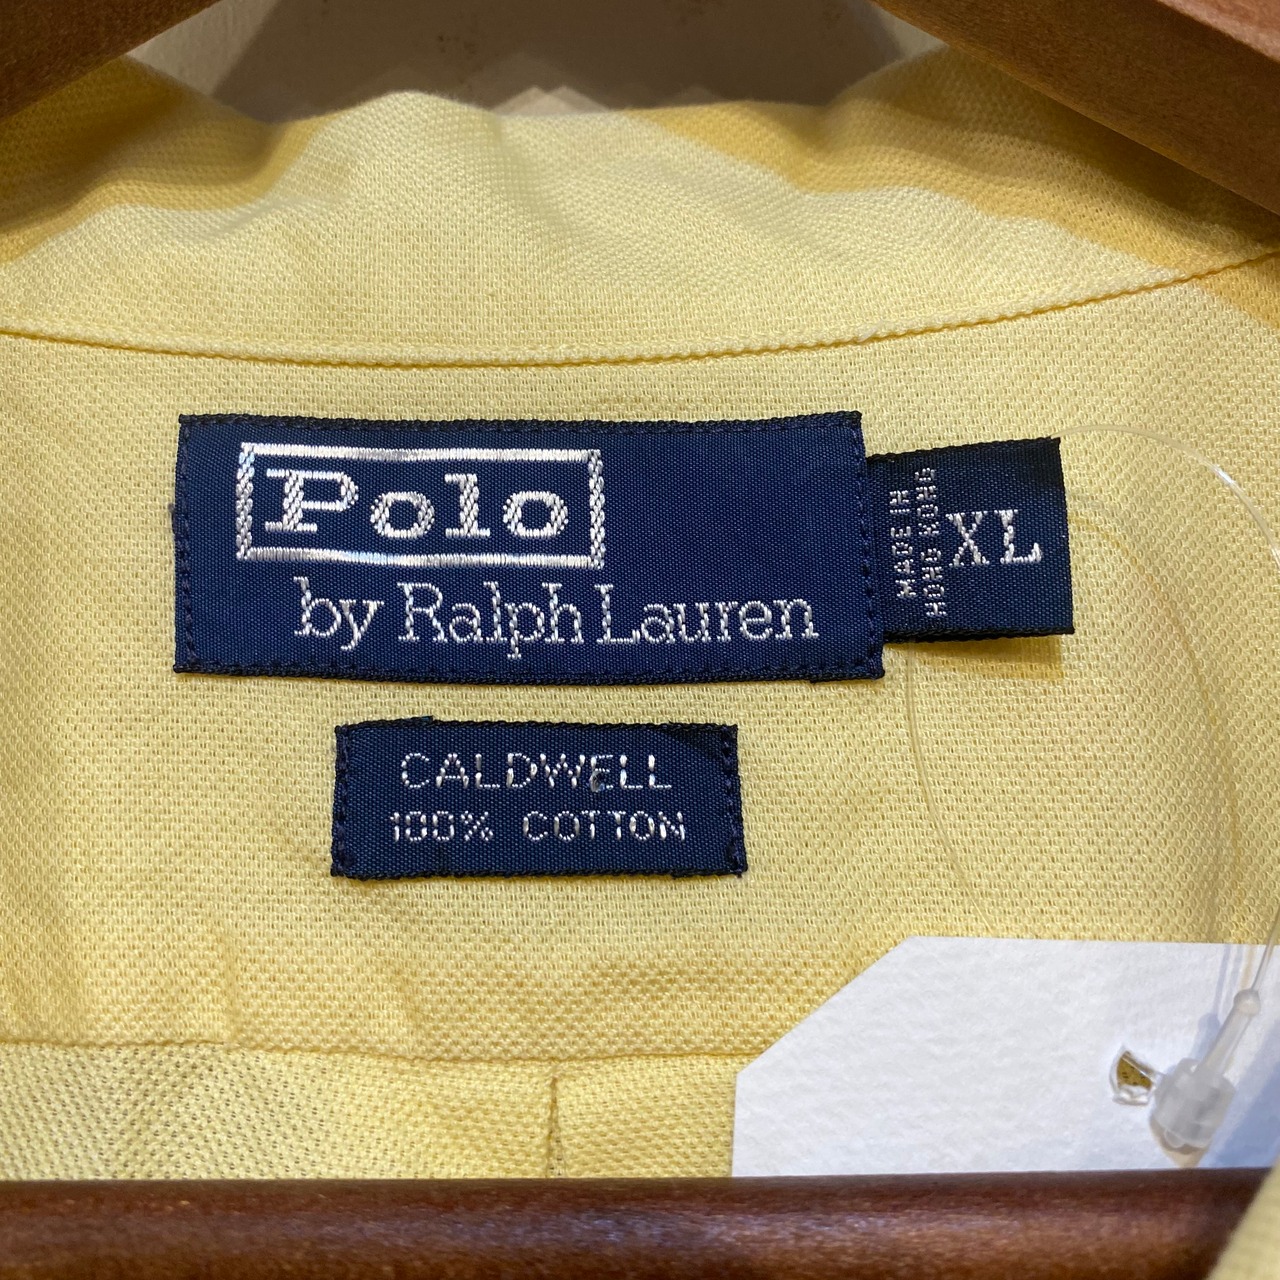 Polo
by Ralph Lauren
MADE IN
HONG KONG
XL
CALDWELL
100% COTTON